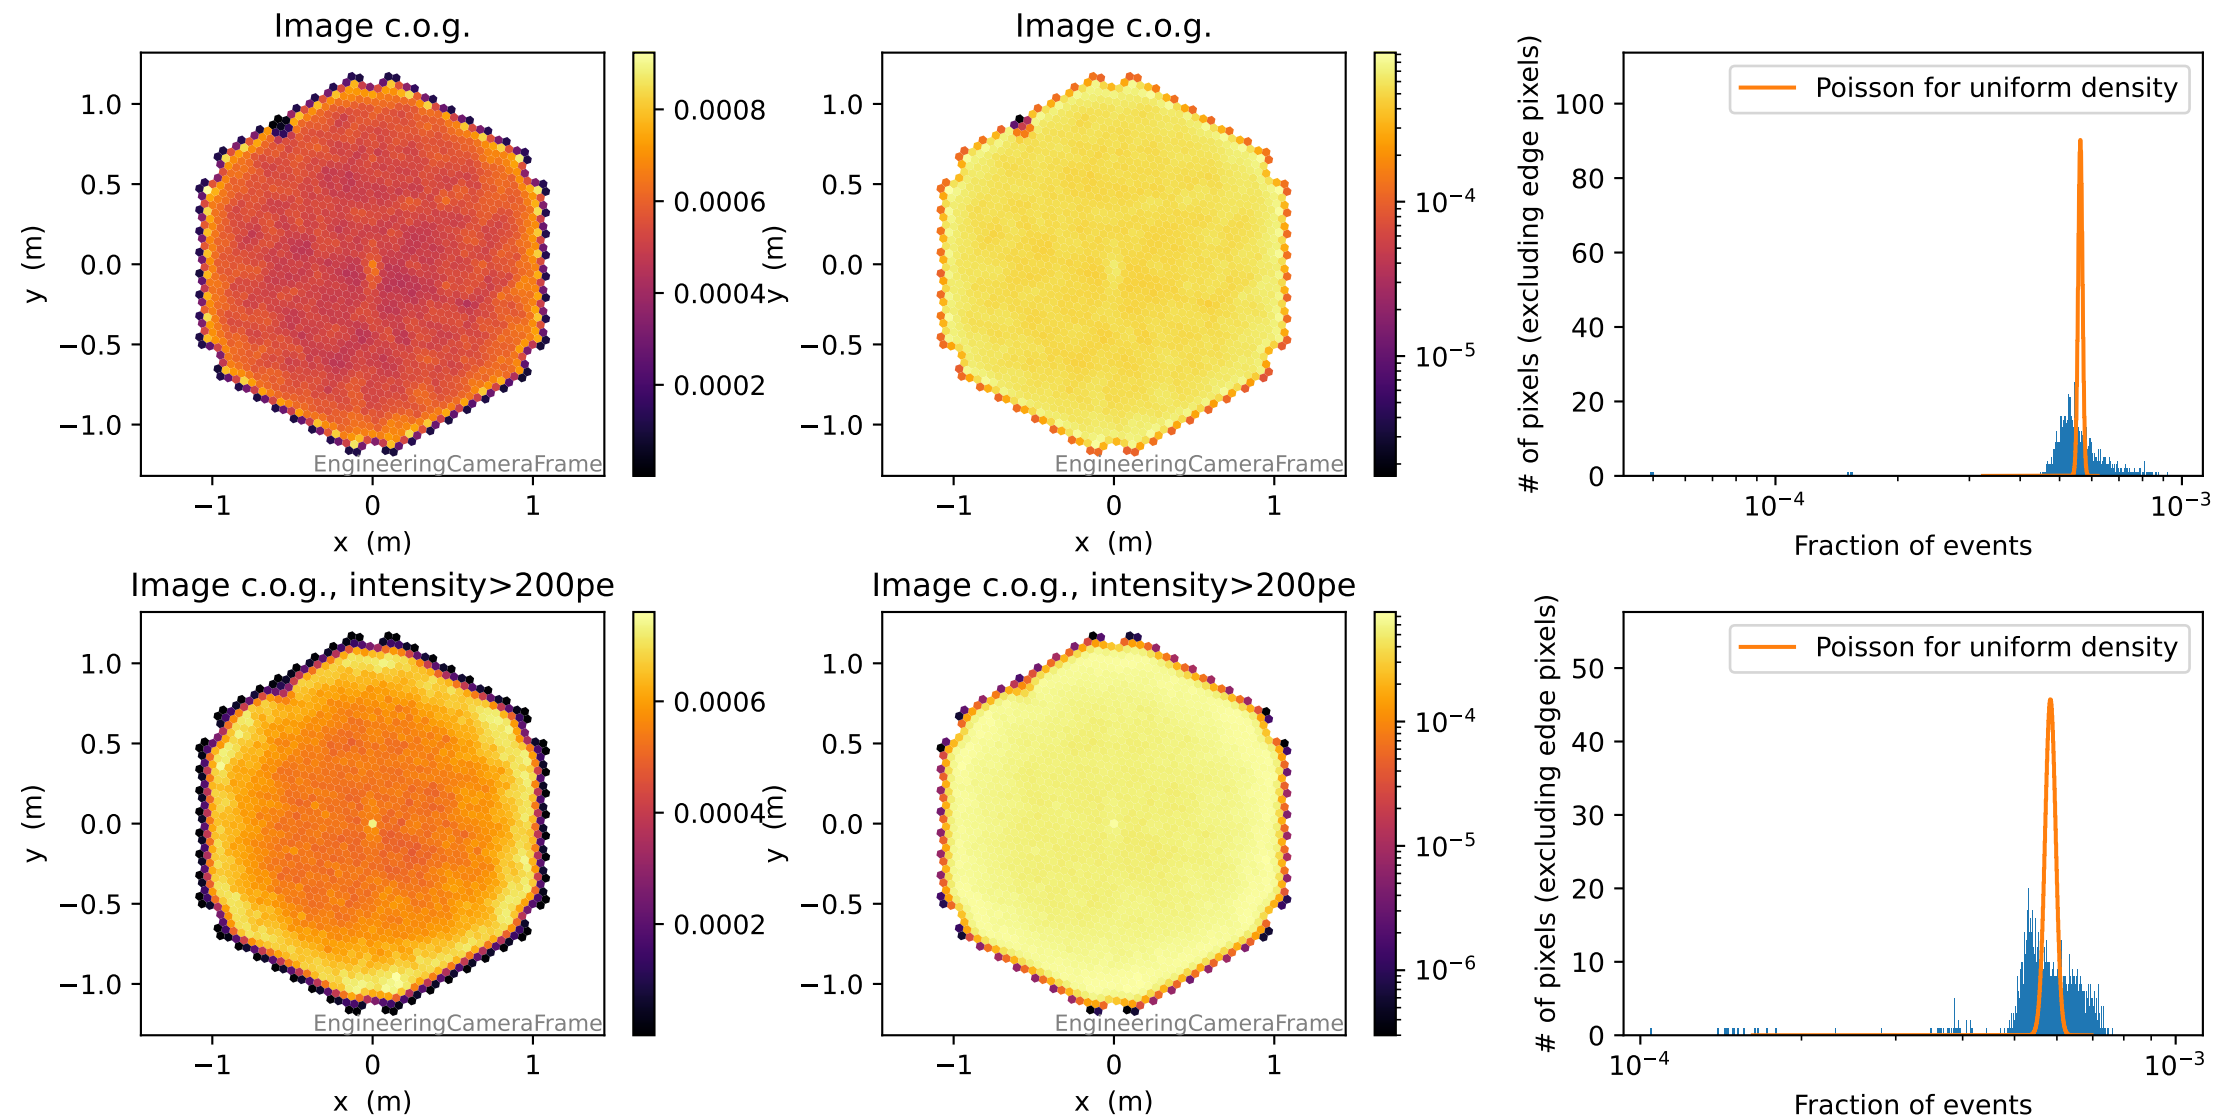 Image c.o.g.
y (m)
1.0
0.5
0.0
−0.5
−1.0
−1
0
1
x (m)
EngineeringCameraFrame
0.0008
0.0006
0.0004
0.0002
Image c.o.g.
y (m)
1.0
0.5
0.0
−0.5
−1.0
−1
0
1
x (m)
EngineeringCameraFrame
10⁻⁴
10⁻⁵
# of pixels (excluding edge pixels)
100
80
60
40
20
0
Poisson for uniform density
10⁻⁴
10⁻³
Fraction of events
Image c.o.g., intensity>200pe
y (m)
1.0
0.5
0.0
−0.5
−1.0
−1
0
1
x (m)
EngineeringCameraFrame
0.0006
0.0004
0.0002
Image c.o.g., intensity>200pe
y (m)
1.0
0.5
0.0
−0.5
−1.0
−1
0
1
x (m)
EngineeringCameraFrame
10⁻⁴
10⁻⁵
10⁻⁶
# of pixels (excluding edge pixels)
50
40
30
20
10
0
Poisson for uniform density
10⁻⁴
10⁻³
Fraction of events